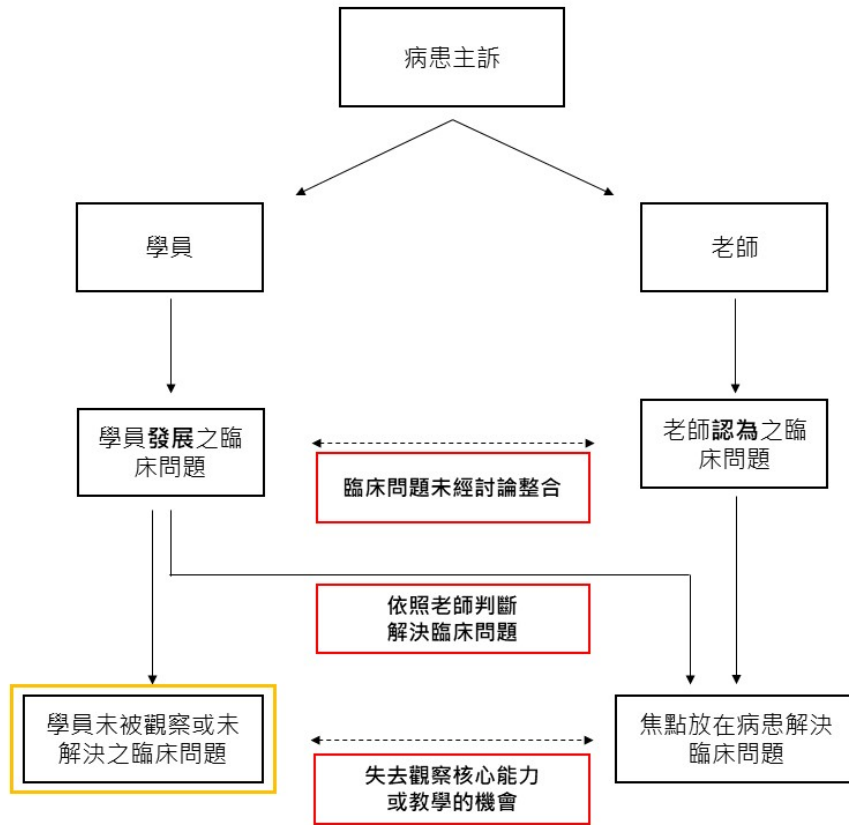 病患主訴
學員
老師
學員發展之臨
床問題
老師認為之臨
床問題
臨床問題未經討論整合
依照老師判斷
解決臨床問題
學員未被觀察或未
解決之臨床問題
焦點放在病患解決
臨床問題
失去觀察核心能力
或教學的機會